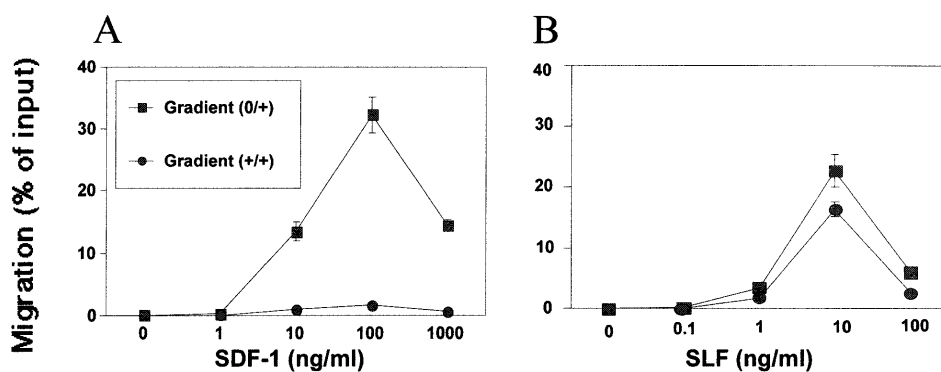 A
B
Migration (% of input)
40
30
20
10
0
Gradient (0/+)
Gradient (+/+)
0 1 10 100 1000
SDF-1 (ng/ml)
40
30
20
10
0
0 0.1 1 10 100
SLF (ng/ml)